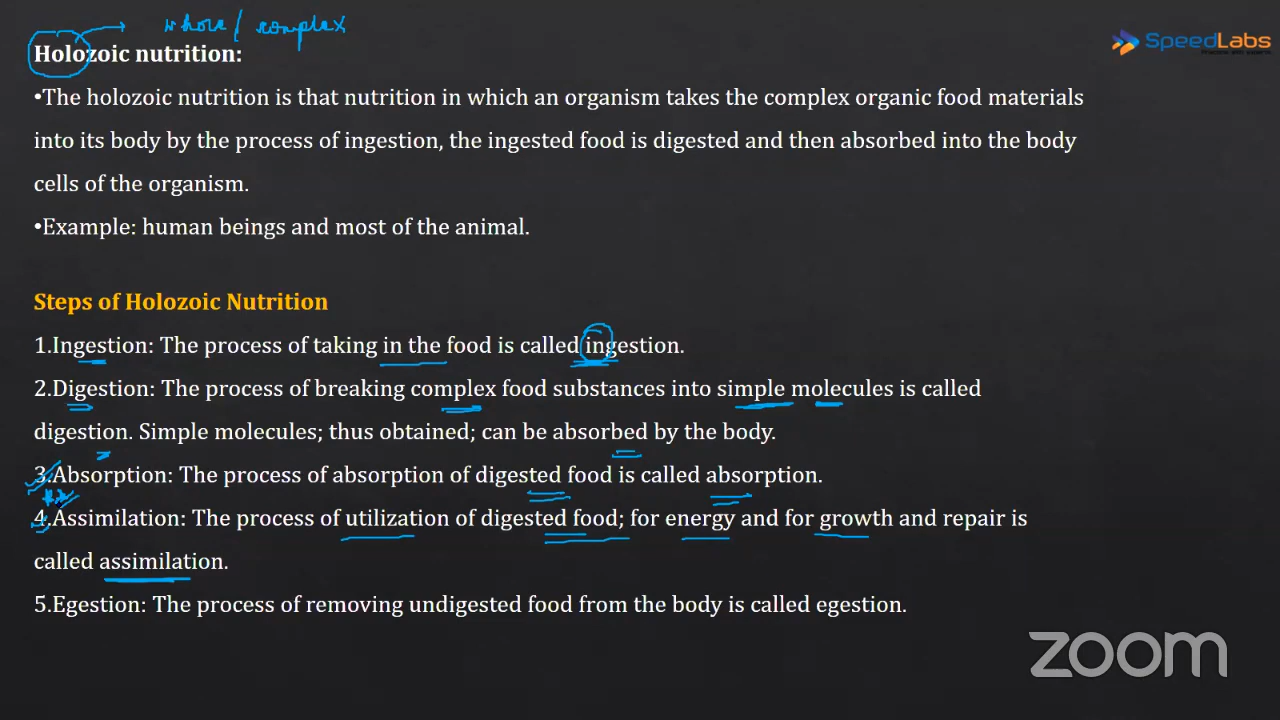 whole/complex
SpeedLabs
Holozoic nutrition:
•The holozoic nutrition is that nutrition in which an organism takes the complex organic food materials
into its body by the process of ingestion, the ingested food is digested and then absorbed into the body
cells of the organism.
•Example: human beings and most of the animal.
Steps of Holozoic Nutrition
1.Ingestion: The process of taking in the food is called ingestion.
2.Digestion: The process of breaking complex food substances into simple molecules is called
digestion. Simple molecules; thus obtained; can be absorbed by the body.
3.Absorption: The process of absorption of digested food is called absorption.
4.Assimilation: The process of utilization of digested food; for energy and for growth and repair is
called assimilation.
5.Egestion: The process of removing undigested food from the body is called egestion.
zoom